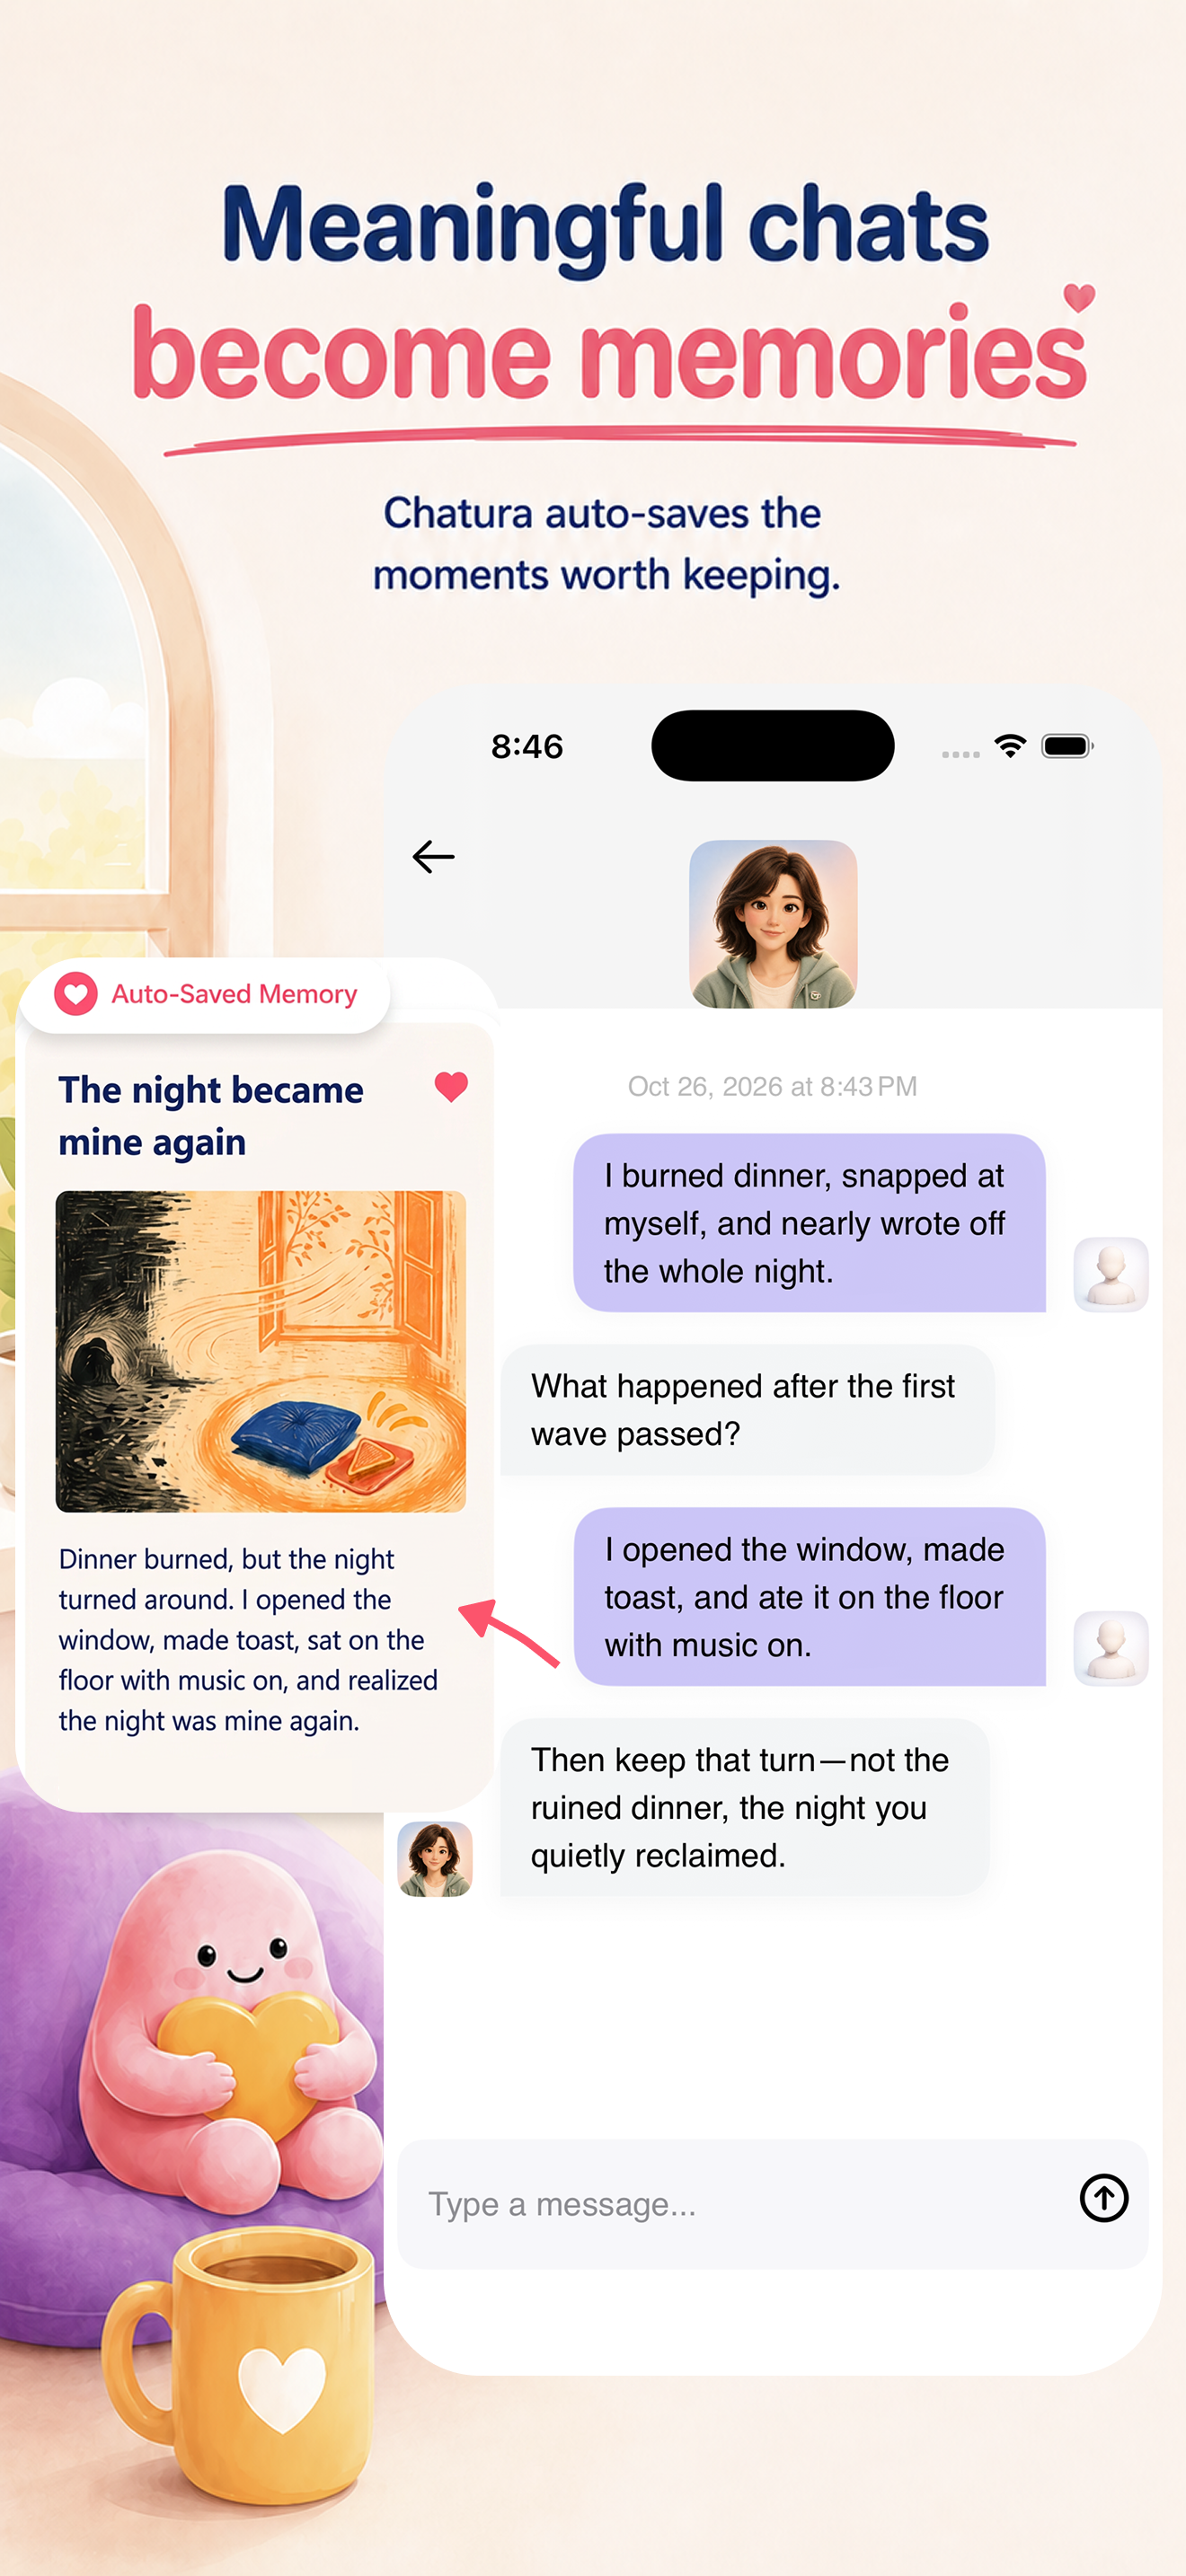 Meaningful chats
become memories
Chatura auto-saves the
moments worth keeping.
8:46
Auto-Saved Memory
The night became
mine again
Dinner burned, but the night
turned around. I opened the
window, made toast, sat on the
floor with music on, and realized
the night was mine again.
Oct 26, 2026 at 8:43 PM
I burned dinner, snapped at
myself, and nearly wrote off
the whole night.
What happened after the first
wave passed?
I opened the window, made
toast, and ate it on the floor
with music on.
Then keep that turn—not the
ruined dinner, the night you
quietly reclaimed.
Type a message...